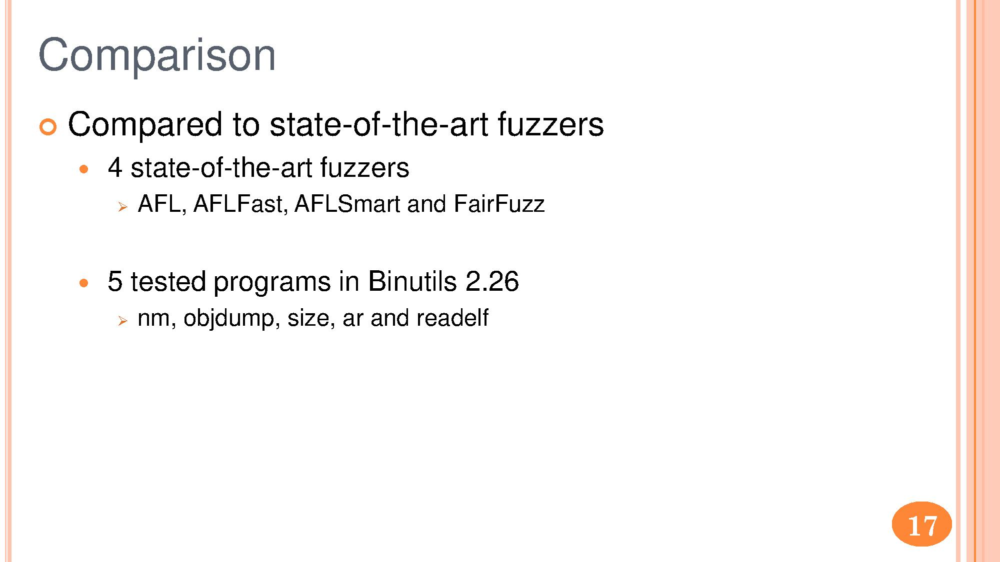 Comparison
Compared to state-of-the-art fuzzers
4 state-of-the-art fuzzers
AFL, AFLFast, AFLSmart and FairFuzz
5 tested programs in Binutils 2.26
nm, objdump, size, ar and readelf
17